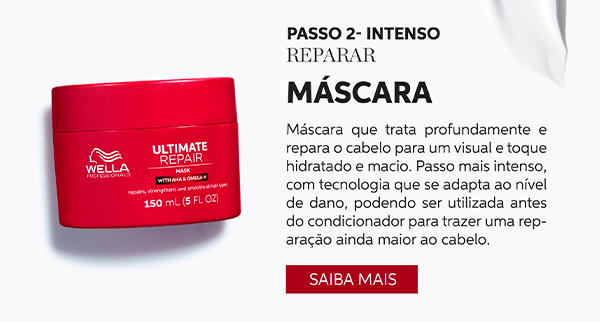 WELLA
PROFESSIONALS
ULTIMATE
REPAIR
MASK
WITH AHA & OMEGA-9
repairs, strengthens and smooths all hair types
150 mL (5 FL OZ)
PASSO 2- INTENSO
REPARAR
MÁSCARA
Máscara que trata profundamente e
repara o cabelo para um visual e toque
hidratado e macio. Passo mais intenso,
com tecnologia que se adapta ao nível
de dano, podendo ser utilizada antes
do condicionador para trazer uma rep-
aração ainda maior ao cabelo.
SAIBA MAIS